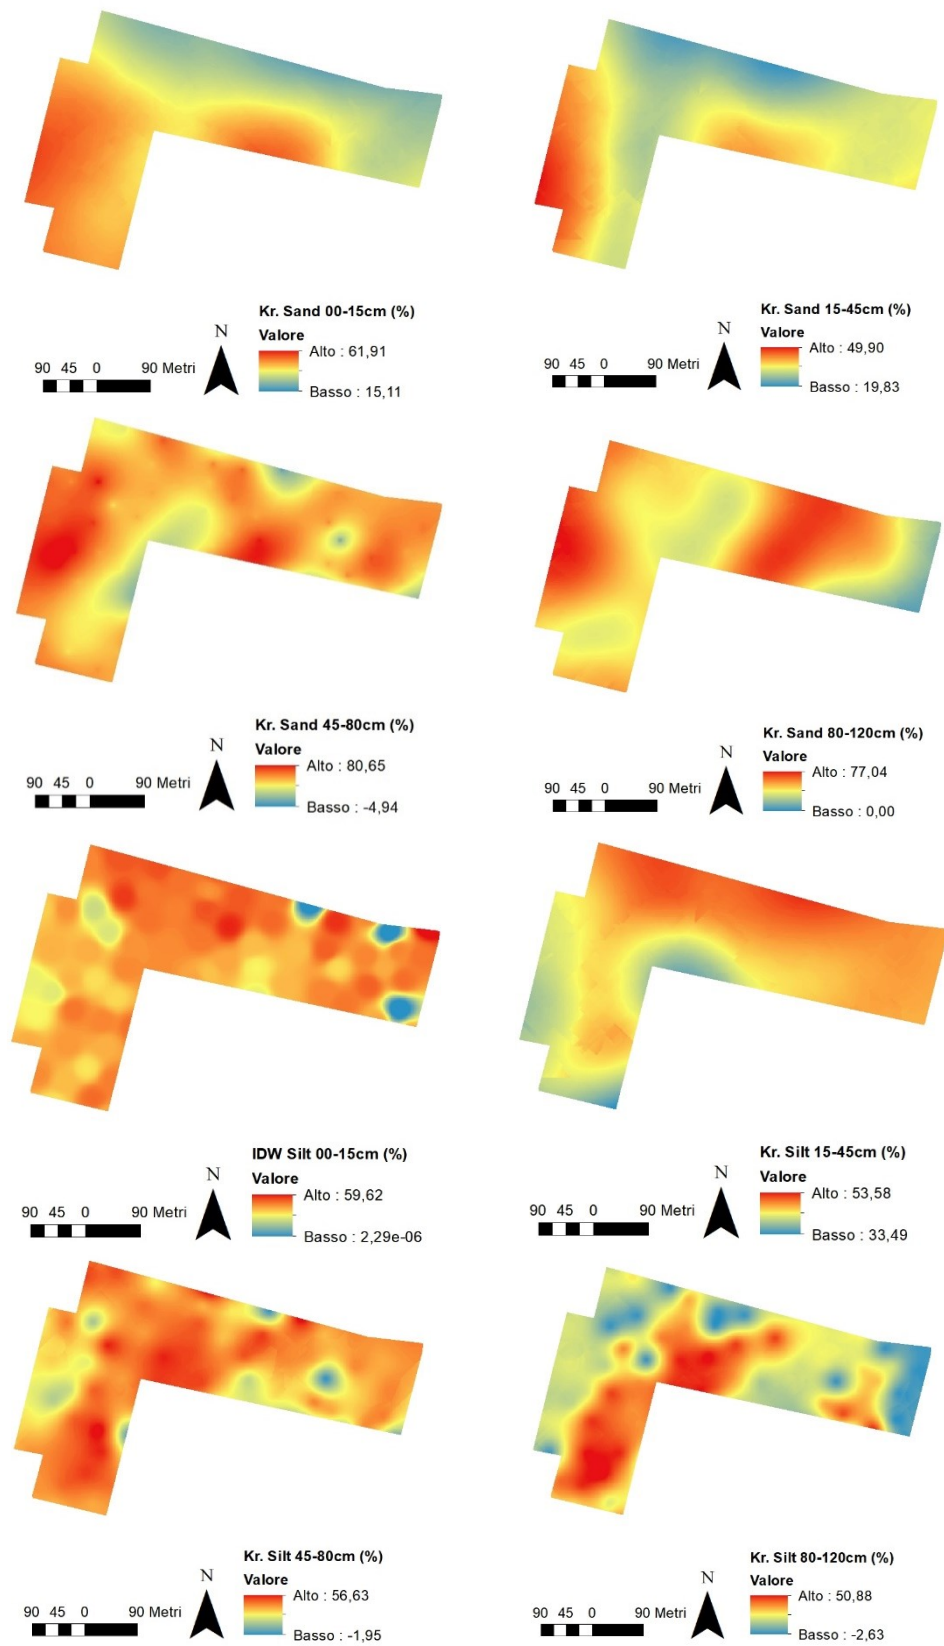 Kr. Sand 00-15cm (%)
N
Valore
90 45 0 90 Metri
Alto : 61,91
Basso : 15,11
Kr. Sand 15-45cm (%)
N
Valore
90 45 0 90 Metri
Alto : 49,90
Basso : 19,83
Kr. Sand 45-80cm (%)
N
Valore
90 45 0 90 Metri
Alto : 80,65
Basso : -4,94
Kr. Sand 80-120cm (%)
N
Valore
90 45 0 90 Metri
Alto : 77,04
Basso : 0,00
IDW Silt 00-15cm (%)
N
Valore
90 45 0 90 Metri
Alto : 59,62
Basso : 2,29e-06
Kr. Silt 15-45cm (%)
N
Valore
90 45 0 90 Metri
Alto : 53,58
Basso : 33,49
Kr. Silt 45-80cm (%)
N
Valore
90 45 0 90 Metri
Alto : 56,63
Basso : -1,95
Kr. Silt 80-120cm (%)
N
Valore
90 45 0 90 Metri
Alto : 50,88
Basso : -2,63